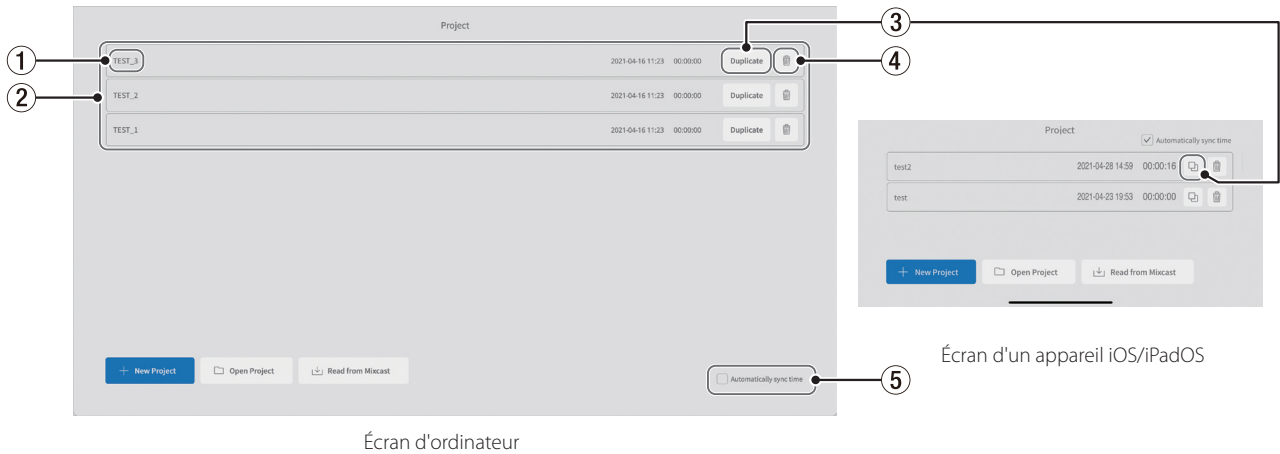 Project
TEST_3 2021-04-16 11:23 00:00:00 Duplicate
TEST_2 2021-04-16 11:23 00:00:00 Duplicate
TEST_1 2021-04-16 11:23 00:00:00 Duplicate
+ New Project Open Project Read from Mixcast
Automatically sync time
Écran d'ordinateur
1
2
3
4
5
Project
Automatically sync time
test2 2021-04-28 14:59 00:00:16
test 2021-04-23 19:53 00:00:00
+ New Project Open Project Read from Mixcast
Écran d'un appareil iOS/iPadOS